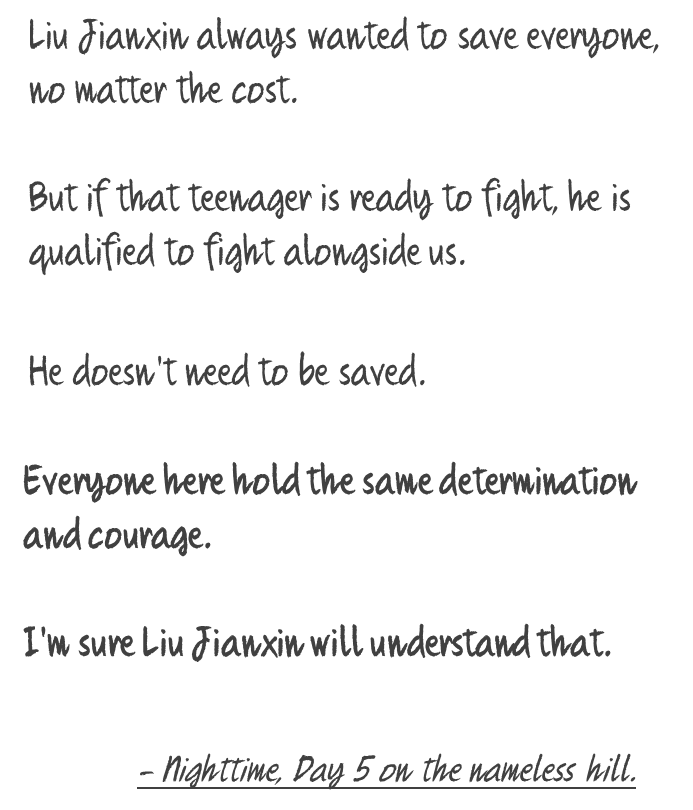 Liu Jianxin always wanted to save everyone,
no matter the cost.
But if that teenager is ready to fight, he is
qualified to fight alongside us.
He doesn't need to be saved.
Everyone here hold the same determination
and courage.
I'm sure Liu Jianxin will understand that.
- Nighttime, Day 5 on the nameless hill.